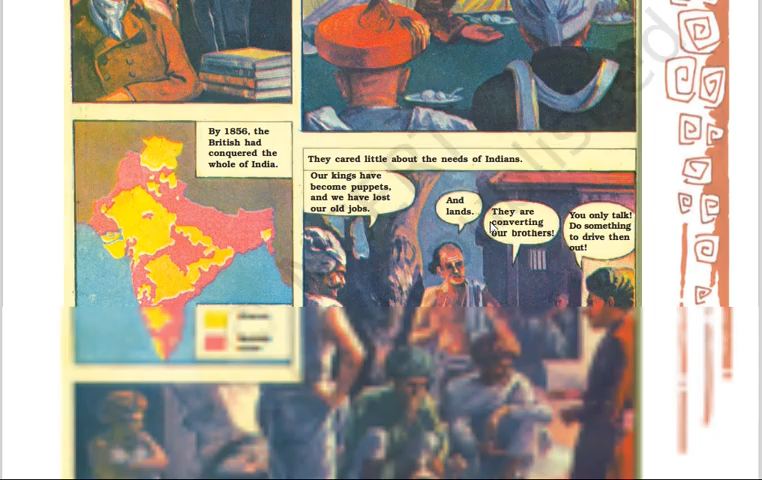 By 1856, the
British had
conquered the
whole of India.
They cared little about the needs of Indians.
Our kings have
become puppets,
and we have lost
our old jobs.
And
lands.
They are
converting
our brothers!
You only talk!
Do something
to drive then
out!